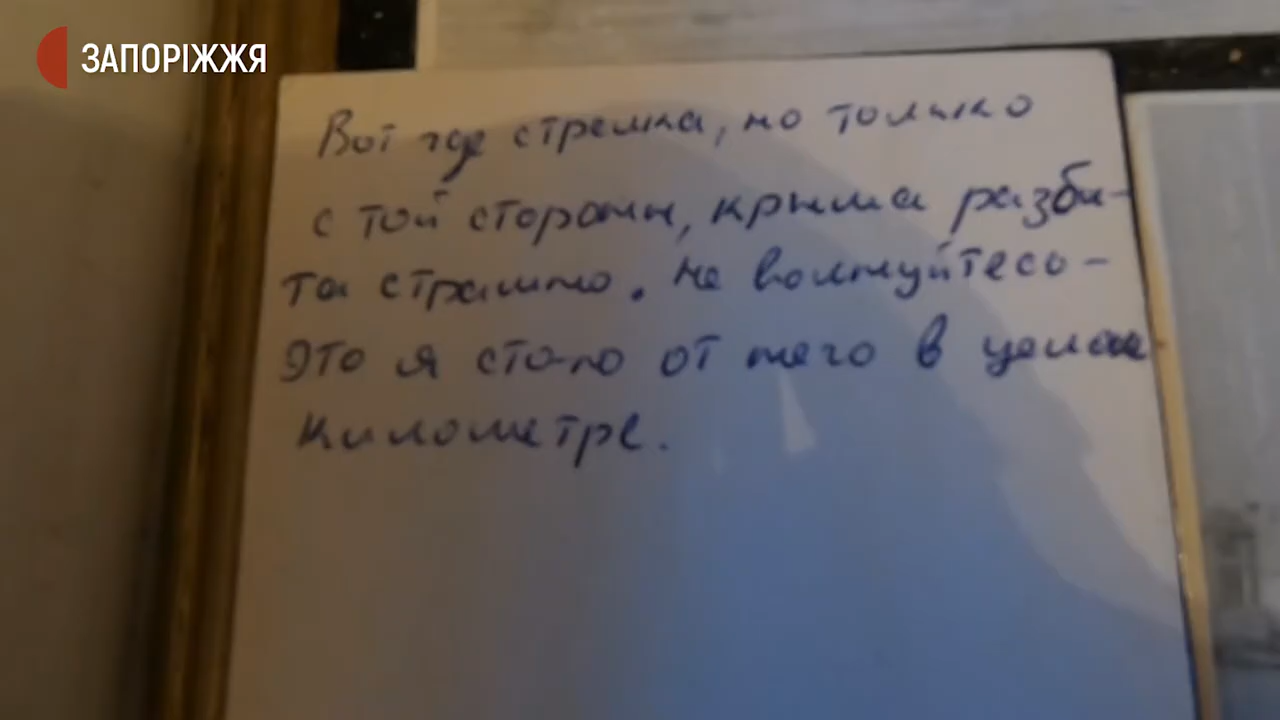 ЗАПОРІЖЖЯ
Вот где стрелка, но только
с той стороны, крыша разби-
та страшно. Не волнуйтесь -
Это я стою от него в целом
километре.